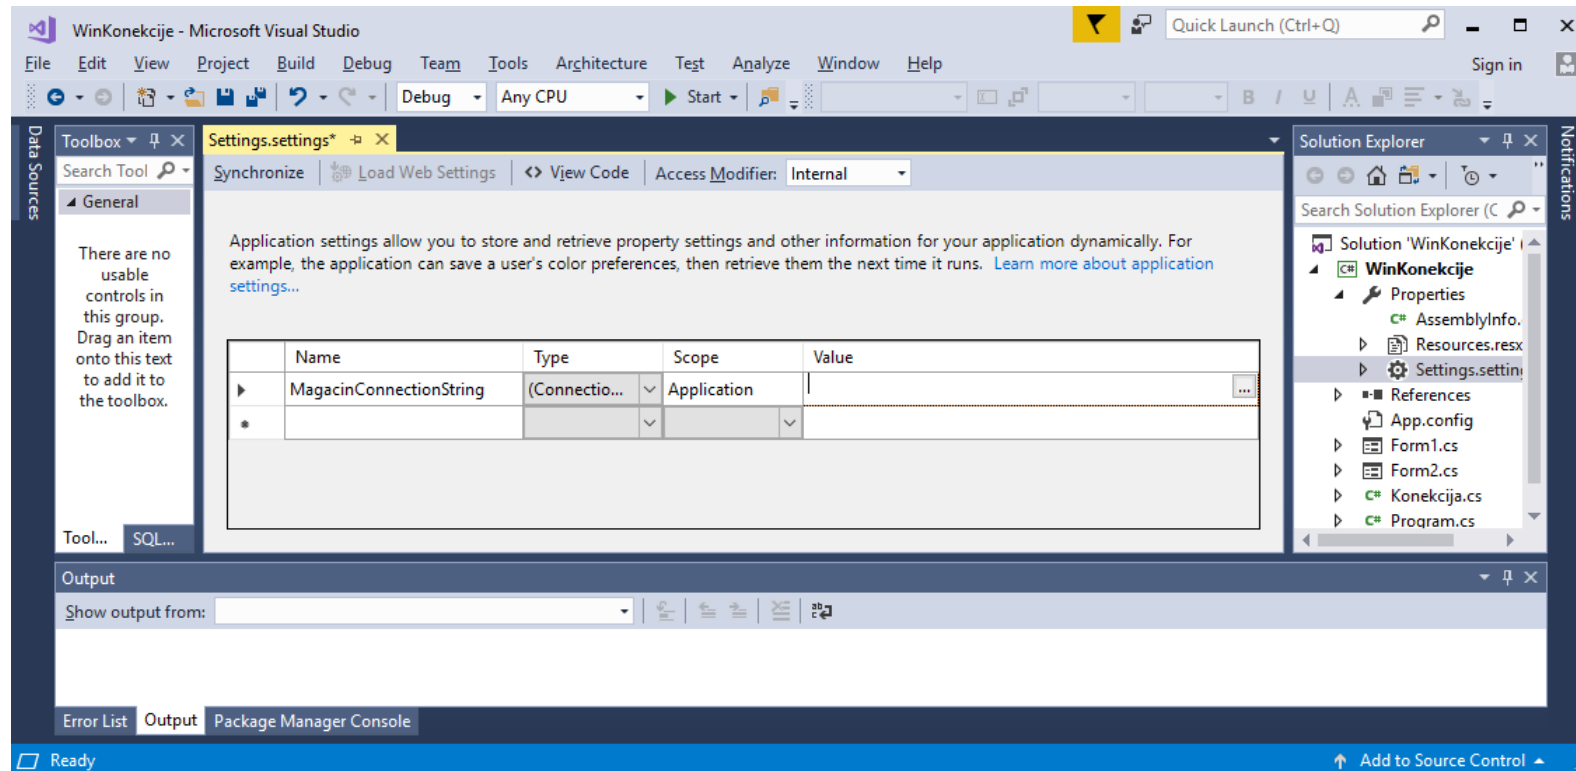 WinKonekcije - Microsoft Visual Studio
Quick Launch (Ctrl+Q)
File Edit View Project Build Debug Team Tools Architecture Test Analyze Window Help
Sign in
Debug Any CPU Start
B I U A
Data Sources
Toolbox
Search Tool
General
There are no
usable
controls in
this group.
Drag an item
onto this text
to add it to
the toolbox.
Tool... SQL...
Settings.settings*
Synchronize Load Web Settings View Code Access Modifier: Internal
Application settings allow you to store and retrieve property settings and other information for your application dynamically. For
example, the application can save a user's color preferences, then retrieve them the next time it runs. Learn more about application
settings...
Name Type Scope Value
MagacinConnectionString (Connectio... Application ...
Solution Explorer
Search Solution Explorer (C
Solution 'WinKonekcije' (
C# WinKonekcije
Properties
C# AssemblyInfo.
Resources.resx
Settings.setting
References
App.config
Form1.cs
Form2.cs
C# Konekcija.cs
C# Program.cs
Notifications
Output
Show output from:
Error List Output Package Manager Console
Ready
Add to Source Control